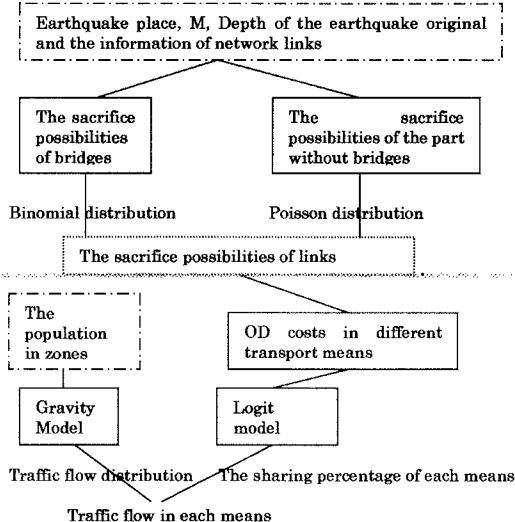 Earthquake place, M, Depth of the earthquake original
and the information of network links
The sacrifice
possibilities
of bridges
The sacrifice
possibilities of the part
without bridges
Binomial distribution
Poisson distribution
The sacrifice possibilities of links
The
population
in zones
OD costs in different
transport means
Gravity
Model
Logit
model
Traffic flow distribution
The sharing percentage of each means
Traffic flow in each means